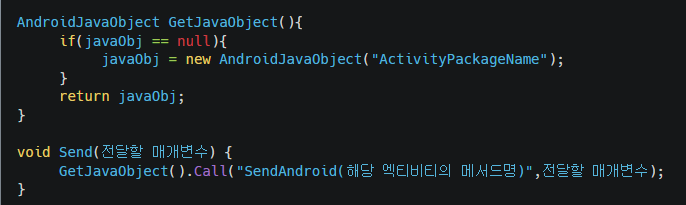 AndroidJavaObject GetJavaObject(){
if(javaObj == null){
javaObj = new AndroidJavaObject("ActivityPackageName");
}
return javaObj;
}
void Send(전달할 매개변수) {
GetJavaObject().Call("SendAndroid(해당 엑티비티의 메서드명)",전달할 매개변수);
}